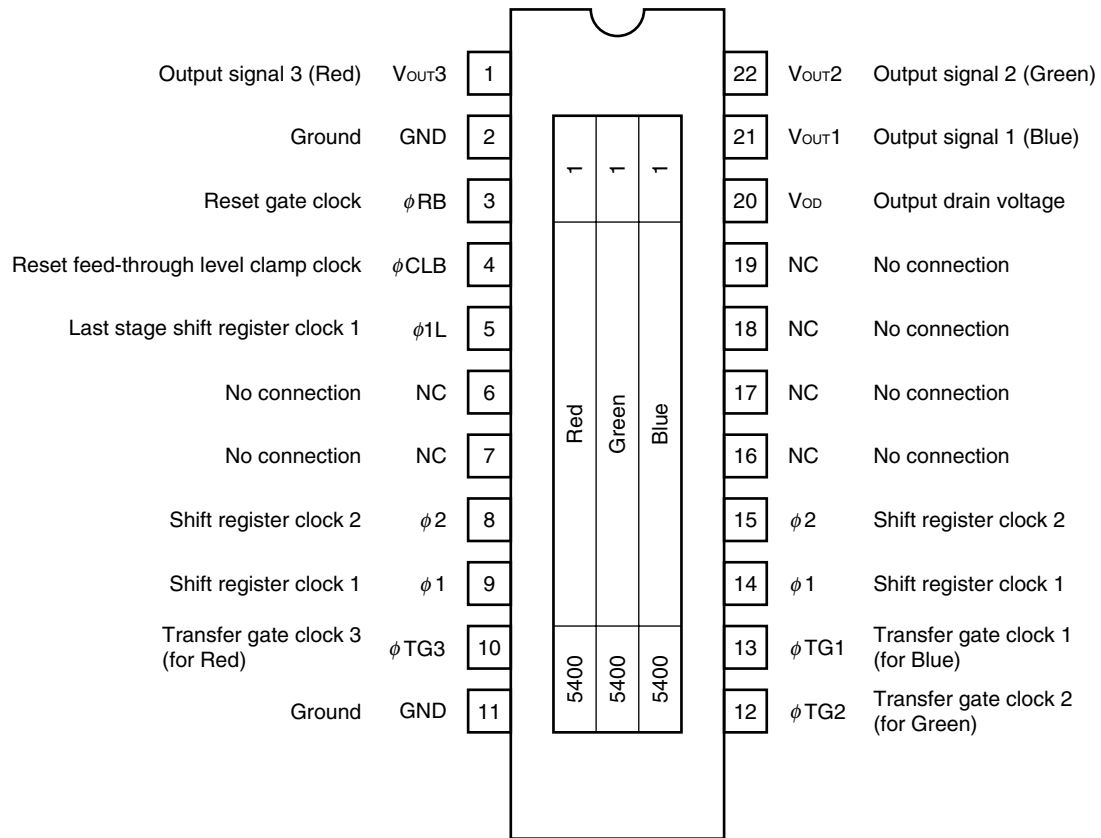 Output signal 3 (Red) VOUT3 1
Ground GND 2
Reset gate clock ϕRB 3
Reset feed-through level clamp clock ϕCLB 4
Last stage shift register clock 1 ϕ1L 5
No connection NC 6
No connection NC 7
Shift register clock 2 ϕ2 8
Shift register clock 1 ϕ1 9
Transfer gate clock 3
(for Red) ϕTG3 10
Ground GND 11
1 1 1
Red Green Blue
5400 5400 5400
22 VOUT2 Output signal 2 (Green)
21 VOUT1 Output signal 1 (Blue)
20 VOD Output drain voltage
19 NC No connection
18 NC No connection
17 NC No connection
16 NC No connection
15 ϕ2 Shift register clock 2
14 ϕ1 Shift register clock 1
13 ϕTG1 Transfer gate clock 1
(for Blue)
12 ϕTG2 Transfer gate clock 2
(for Green)